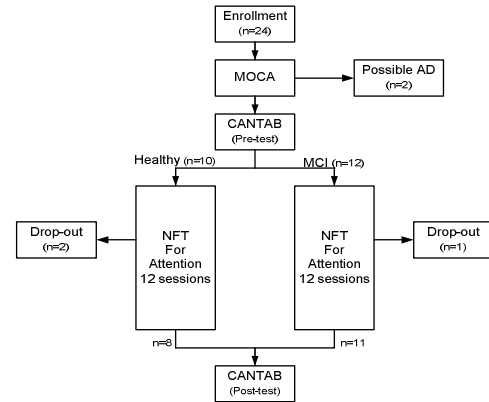 Enrollment
(n=24)
MOCA
Possible AD
(n=2)
CANTAB
(Pre-test)
Healthy (n=10)
MCI (n=12)
Drop-out
(n=2)
NFT
For
Attention
12 sessions
NFT
For
Attention
12 sessions
Drop-out
(n=1)
n=8
n=11
CANTAB
(Post-test)